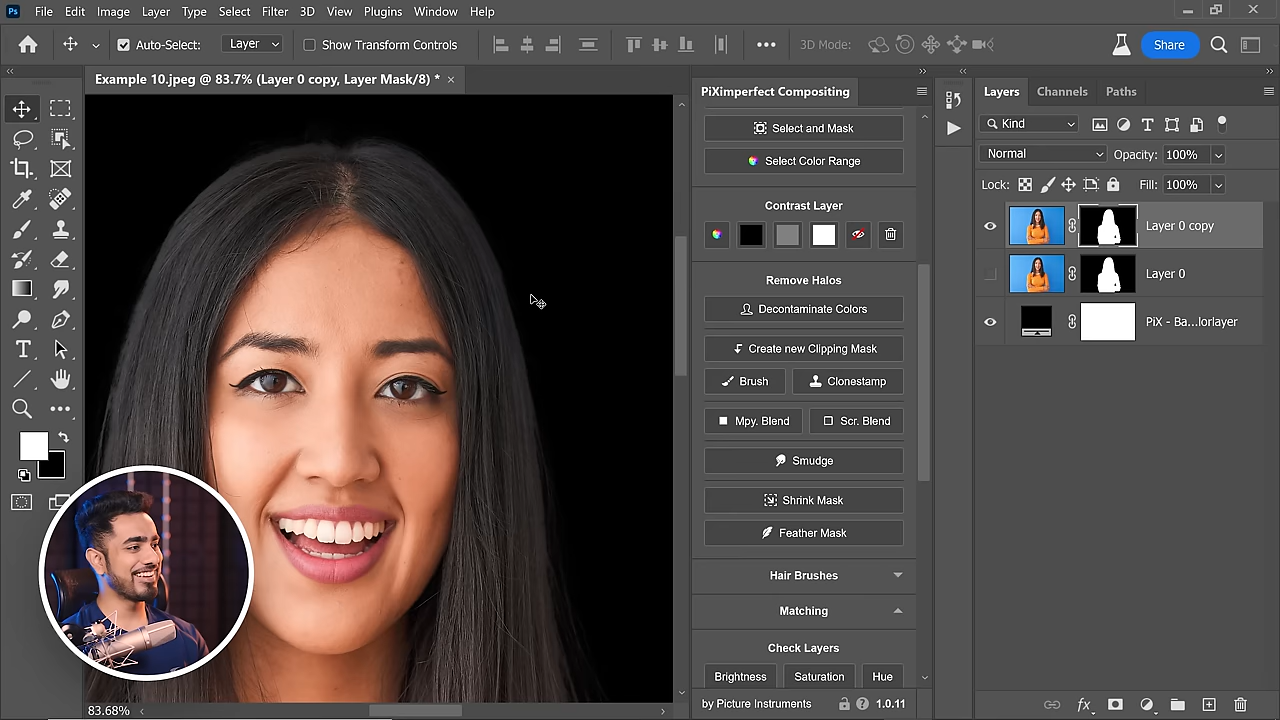 Ps File Edit Image Layer Type Select Filter 3D View Plugins Window Help
Auto-Select: Layer Show Transform Controls 3D Mode: Share
Example 10.jpeg @ 83.7% (Layer 0 copy, Layer Mask/8) *
PiXimperfect Compositing
Select and Mask
Select Color Range
Contrast Layer
Remove Halos
Decontaminate Colors
Create new Clipping Mask
Brush Clonestamp
Mpy. Blend Scr. Blend
Smudge
Shrink Mask
Feather Mask
Hair Brushes
Matching
Check Layers
Brightness Saturation Hue
by Picture Instruments 1.0.11
Layers Channels Paths
Kind
Normal Opacity: 100%
Lock: Fill: 100%
Layer 0 copy
Layer 0
PiX - Ba...lorlayer
fx
83.68%